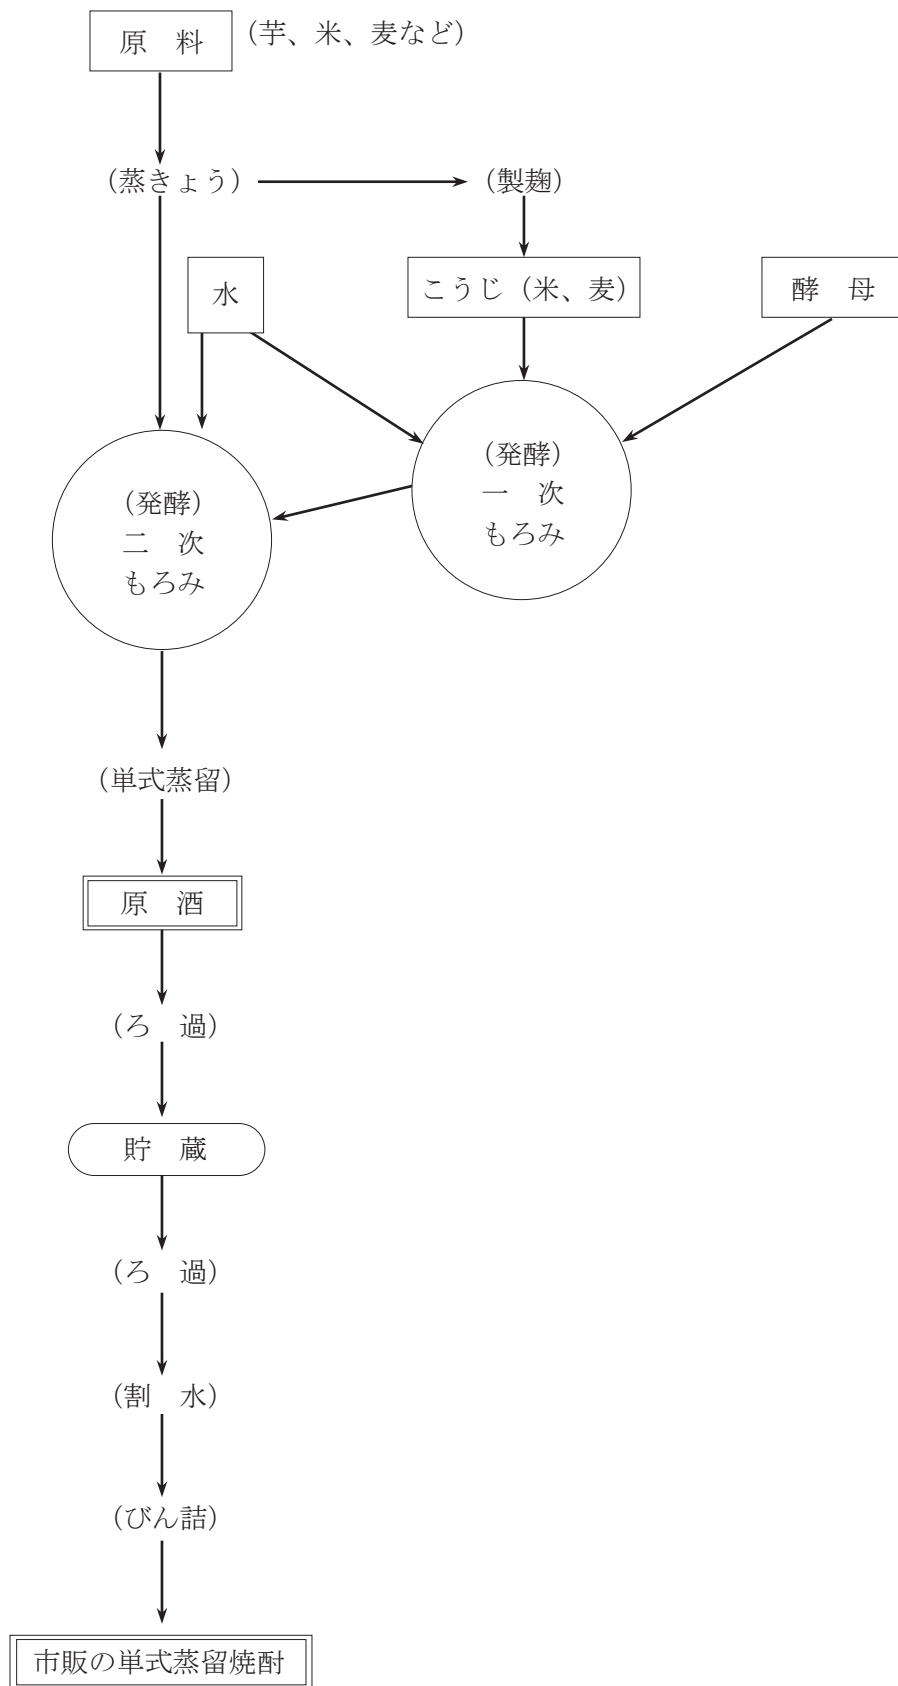 原　料
（芋、米、麦など）
（蒸きょう）
（製麹）
水
こうじ（米、麦）
酵　母
（発酵）
一　次
もろみ
（発酵）
二　次
もろみ
（単式蒸留）
原　酒
（ろ　過）
貯　蔵
（ろ　過）
（割　水）
（びん詰）
市販の単式蒸留焼酎